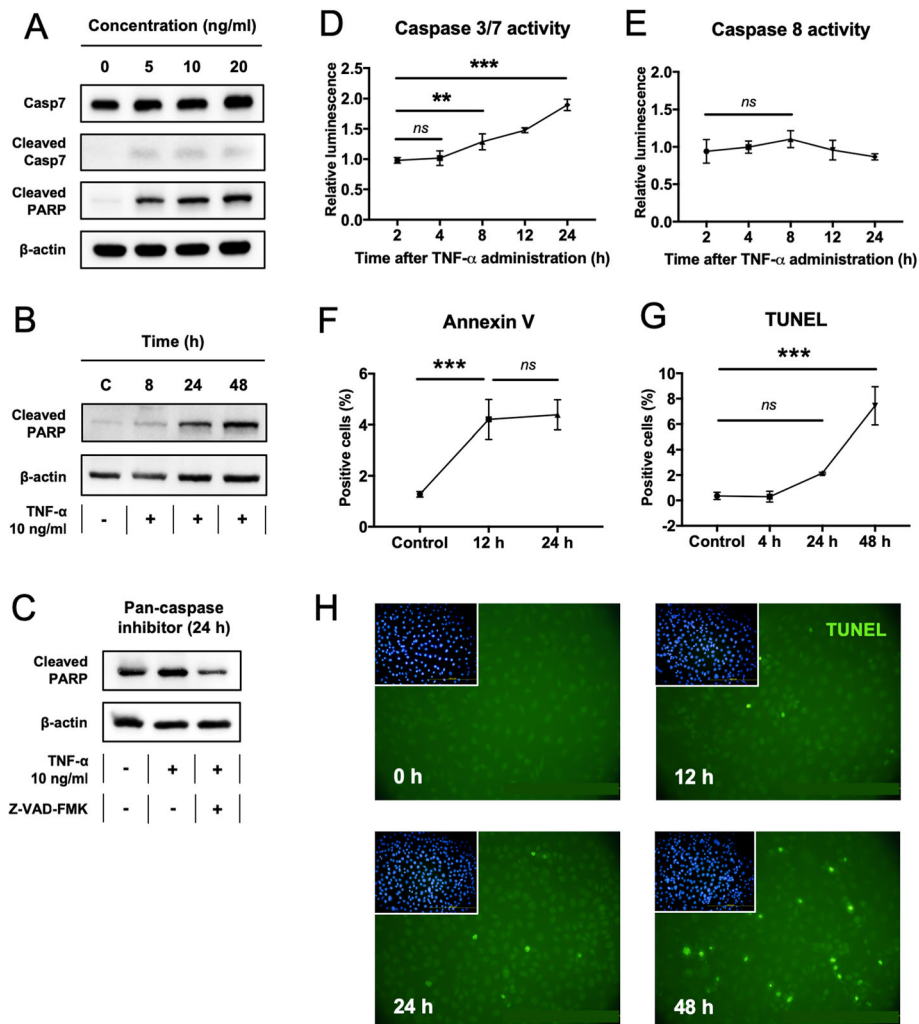 A
Concentration (ng/ml)
0 5 10 20
Casp7
Cleaved
Casp7
Cleaved
PARP
β-actin
B
Time (h)
C 8 24 48
Cleaved
PARP
β-actin
TNF-α
10 ng/ml
- + + +
C
Pan-caspase
inhibitor (24 h)
Cleaved
PARP
β-actin
TNF-α
10 ng/ml
- + +
Z-VAD-FMK - - +
D
Caspase 3/7 activity
Relative luminescence
2.5
2.0
1.5
1.0
0.5
0.0
***
**
ns
2 4 8 12 24
Time after TNF-α administration (h)
E
Caspase 8 activity
Relative luminescence
2.0
1.5
1.0
0.5
0.0
ns
2 4 8 12 24
Time after TNF-α administration (h)
F
Annexin V
Positive cells (%)
6
4
2
0
***
ns
Control 12 h 24 h
G
TUNEL
Positive cells (%)
10
8
6
4
2
0
-2
***
ns
Control 4 h 24 h 48 h
H
0 h
TUNEL
12 h
24 h
48 h